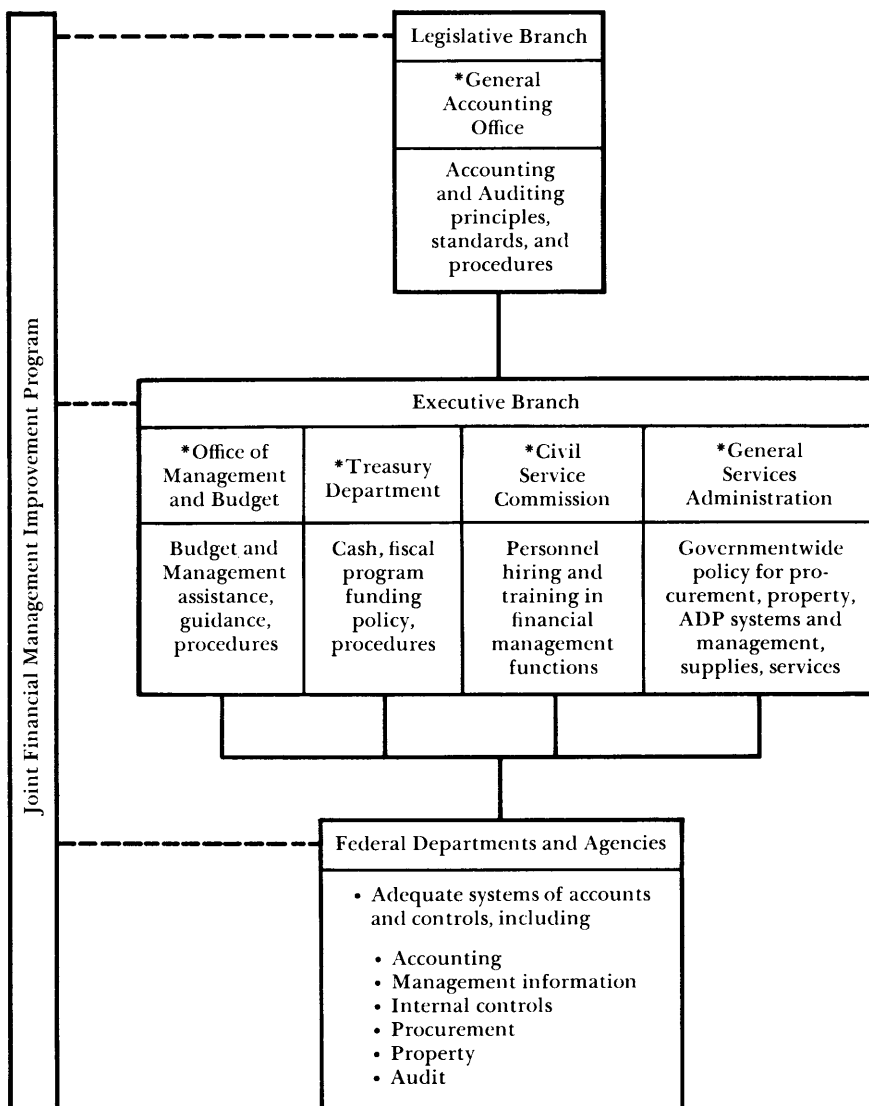 Joint Financial Management Improvement Program
Legislative Branch
*General
Accounting
Office
Accounting
and Auditing
principles,
standards, and
procedures
Executive Branch
*Office of
Management
and Budget
*Treasury
Department
*Civil
Service
Commission
*General
Services
Administration
Budget and
Management
assistance,
guidance,
procedures
Cash, fiscal
program
funding
policy,
procedures
Personnel
hiring and
training in
financial
management
functions
Governmentwide
policy for pro-
curement, property,
ADP systems and
management,
supplies, services
Federal Departments and Agencies
• Adequate systems of accounts
and controls, including
• Accounting
• Management information
• Internal controls
• Procurement
• Property
• Audit